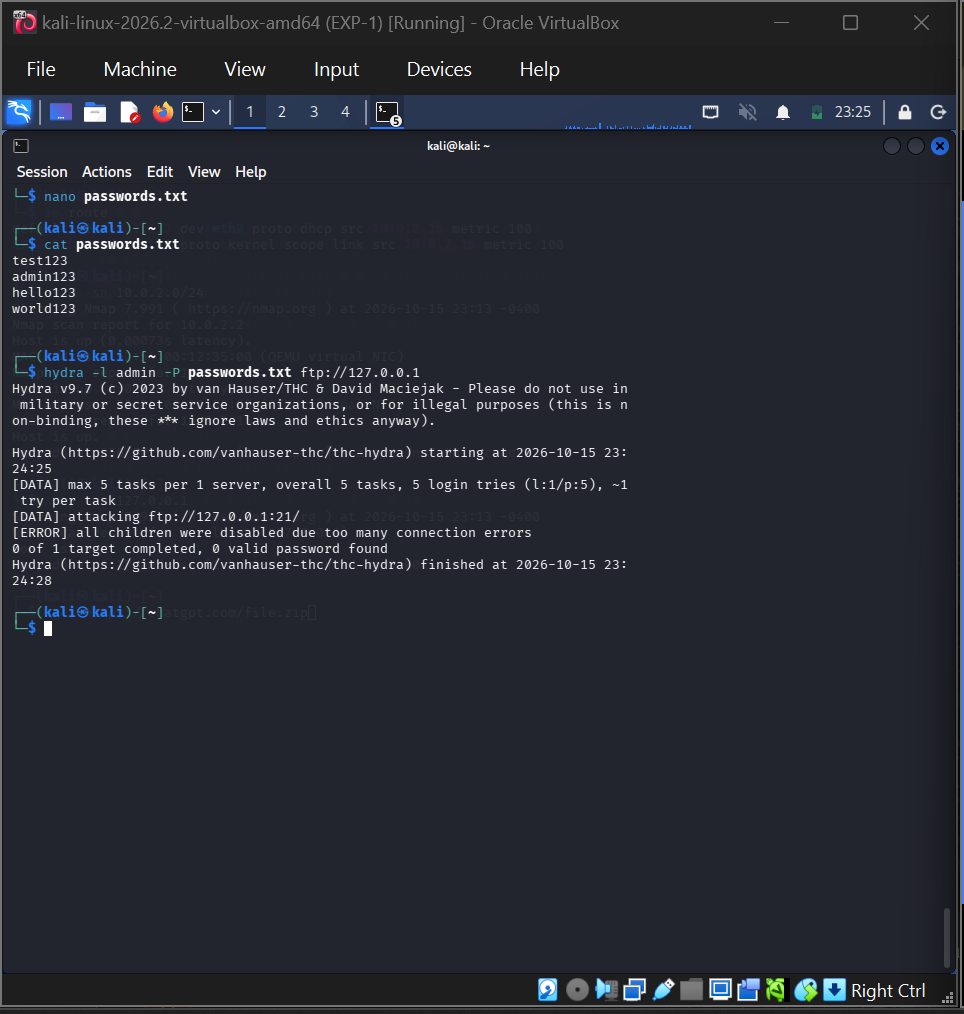 kali-linux-2026.2-virtualbox-amd64 (EXP-1) [Running] - Oracle VirtualBox
File Machine View Input Devices Help
1 2 3 4 5 23:25
kali@kali: ~
Session Actions Edit View Help
└─$ nano passwords.txt
┌──(kali㉿kali)-[~]
└─$ cat passwords.txt
test123
admin123
hello123
world123
┌──(kali㉿kali)-[~]
└─$ hydra -l admin -P passwords.txt ftp://127.0.0.1
Hydra v9.7 (c) 2023 by van Hauser/THC & David Maciejak - Please do not use in
military or secret service organizations, or for illegal purposes (this is n
on-binding, these *** ignore laws and ethics anyway).
Hydra (https://github.com/vanhauser-thc/thc-hydra) starting at 2026-10-15 23:
24:25
[DATA] max 5 tasks per 1 server, overall 5 tasks, 5 login tries (l:1/p:5), ~1
try per task
[DATA] attacking ftp://127.0.0.1:21/
[ERROR] all children were disabled due too many connection errors
0 of 1 target completed, 0 valid password found
Hydra (https://github.com/vanhauser-thc/thc-hydra) finished at 2026-10-15 23:
24:28
┌──(kali㉿kali)-[~]
└─$
Right Ctrl